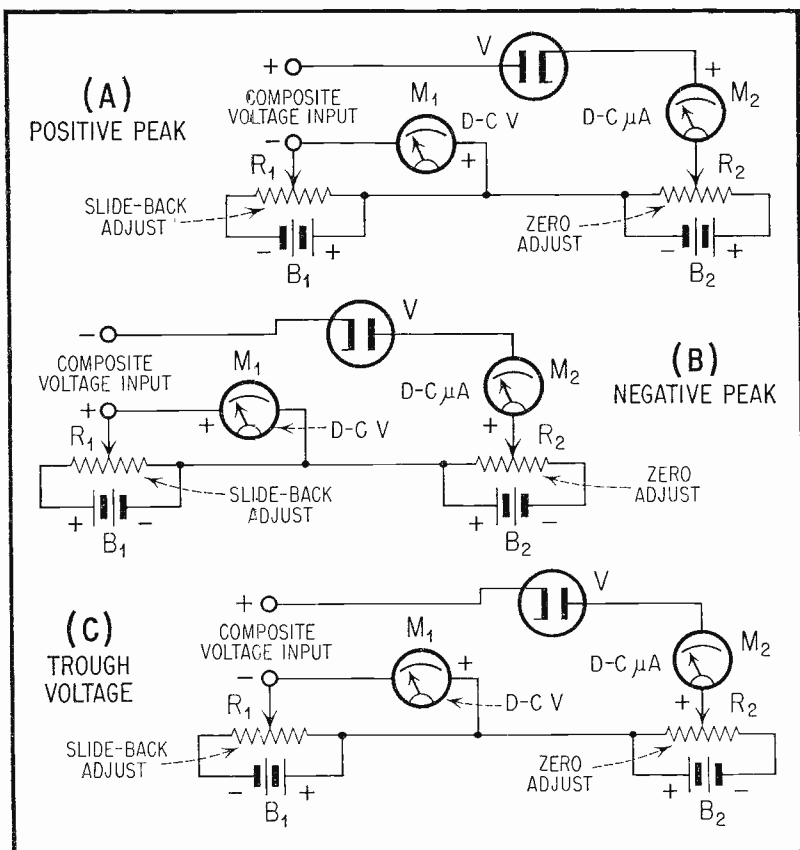 (A)
POSITIVE PEAK
+
COMPOSITE
VOLTAGE INPUT
−
V
M₁
D-C V
+
+
M₂
D-C μA
R₁
SLIDE-BACK
ADJUST
− +
B₁
R₂
ZERO
ADJUST
− +
B₂
(B)
NEGATIVE PEAK
−
COMPOSITE
VOLTAGE INPUT
+
V
M₁
+
D-C V
M₂
D-C μA
+
R₁
SLIDE-BACK
ADJUST
+ −
B₁
R₂
ZERO
ADJUST
+ −
B₂
(C)
TROUGH
VOLTAGE
+
COMPOSITE
VOLTAGE INPUT
−
V
M₁
+
D-C V
M₂
D-C μA
+
R₁
SLIDE-BACK
ADJUST
− +
B₁
R₂
ZERO
ADJUST
+ −
B₂